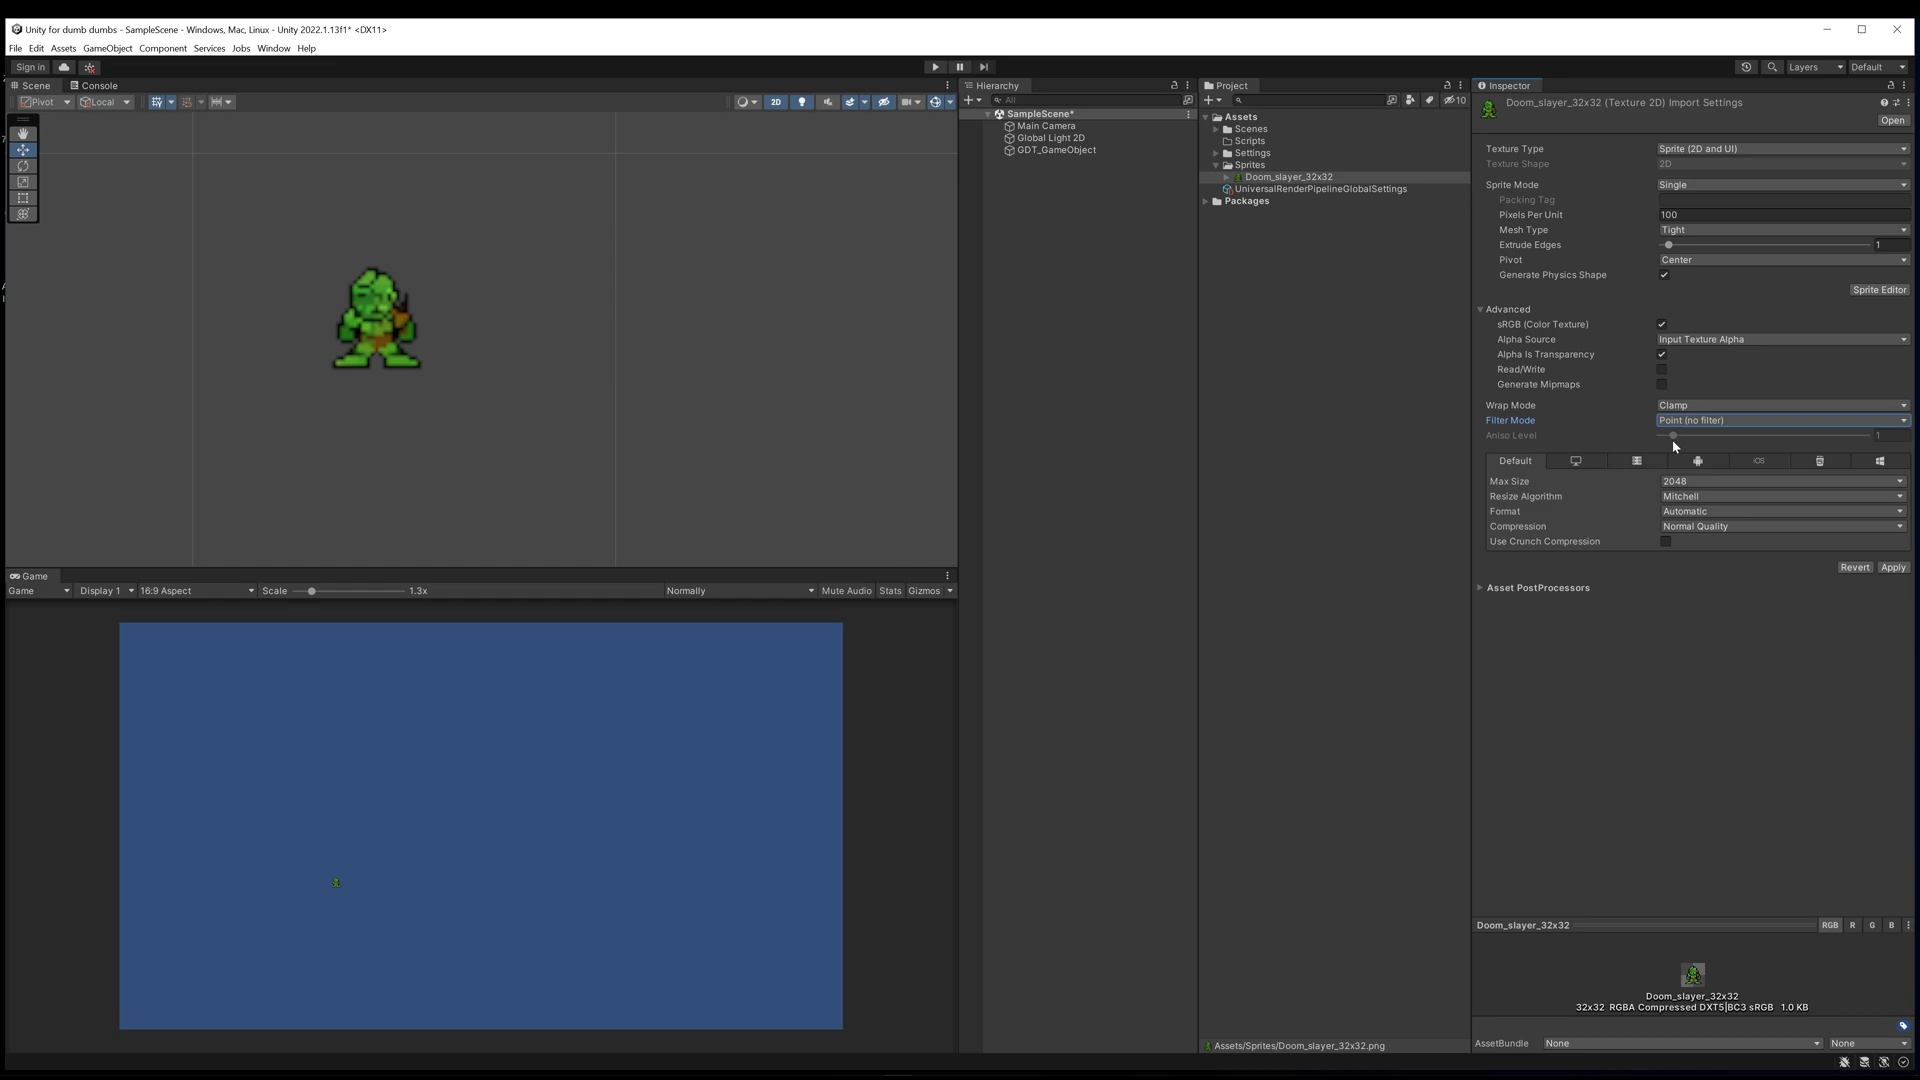 Unity for dumb dumbs - SampleScene - Windows, Mac, Linux - Unity 2022.1.13f1* <DX11>
File Edit Assets GameObject Component Services Jobs Window Help
Sign in
Layers
Default
Scene
Console
Pivot
Local
2D
Hierarchy
All
SampleScene*
Main Camera
Global Light 2D
GDT_GameObject
Project
10
Assets
Scenes
Scripts
Settings
Sprites
Doom_slayer_32x32
UniversalRenderPipelineGlobalSettings
Packages
Assets/Sprites/Doom_slayer_32x32.png
Game
Game
Display 1
16:9 Aspect
Scale
1.3x
Normally
Mute Audio
Stats
Gizmos
Inspector
Doom_slayer_32x32 (Texture 2D) Import Settings
Open
Texture Type Sprite (2D and UI)
Texture Shape 2D
Sprite Mode Single
Packing Tag
Pixels Per Unit 100
Mesh Type Tight
Extrude Edges 1
Pivot Center
Generate Physics Shape
Sprite Editor
Advanced
sRGB (Color Texture)
Alpha Source Input Texture Alpha
Alpha Is Transparency
Read/Write
Generate Mipmaps
Wrap Mode Clamp
Filter Mode Point (no filter)
Aniso Level 1
Default iOS
Max Size 2048
Resize Algorithm Mitchell
Format Automatic
Compression Normal Quality
Use Crunch Compression
Revert Apply
Asset PostProcessors
Doom_slayer_32x32 RGB R G B
Doom_slayer_32x32
32x32 RGBA Compressed DXT5|BC3 sRGB 1.0 KB
AssetBundle None None